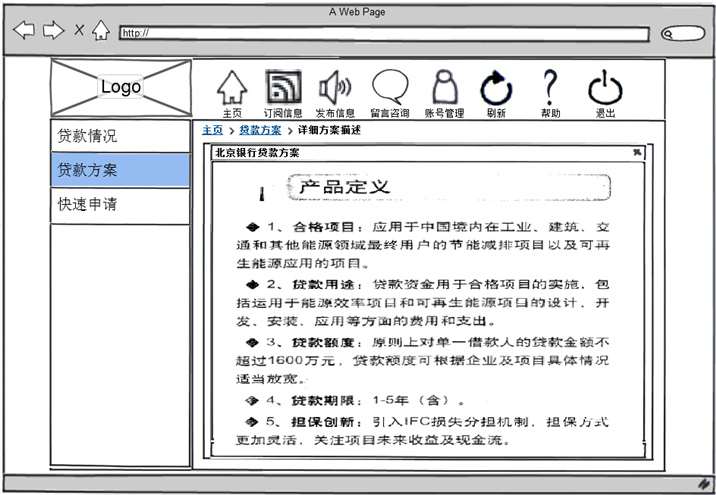 A Web Page
http://
Logo
主页 订阅信息 发布信息 留言咨询 账号管理 刷新 帮助 退出
主页 > 贷款方案 > 详细方案描述
贷款情况
贷款方案
快速申请
北京银行贷款方案
产品定义
1、合格项目：应用于中国境内在工业、建筑、交
通和其他能源领域最终用户的节能减排项目以及可再
生能源应用的项目。
2、贷款用途：贷款资金用于合格项目的实施，包
括运用于能源效率项目和可再生能源项目的设计、开
发、安装、应用等方面的费用和支出。
3、贷款额度：原则上对单一借款人的贷款金额不
超过1600万元，贷款额度可根据企业及项目具体情况
适当放宽。
4、贷款期限：1-5年（含）。
5、担保创新：引入IFC损失分担机制，担保方式
更加灵活，关注项目未来收益及现金流。